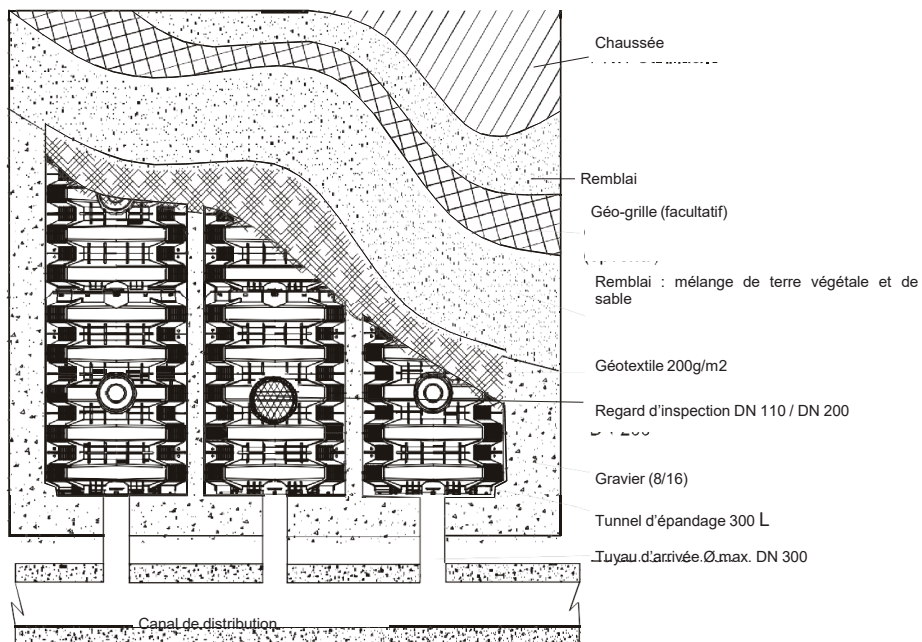 Chaussée
Remblai
Géo-grille (facultatif)
Remblai : mélange de terre végétale et de
sable
Géotextile 200g/m2
Regard d'inspection DN 110 / DN 200
Gravier (8/16)
Tunnel d'épandage 300 L
Tuyau d'arrivée Ø max. DN 300
Canal de distribution